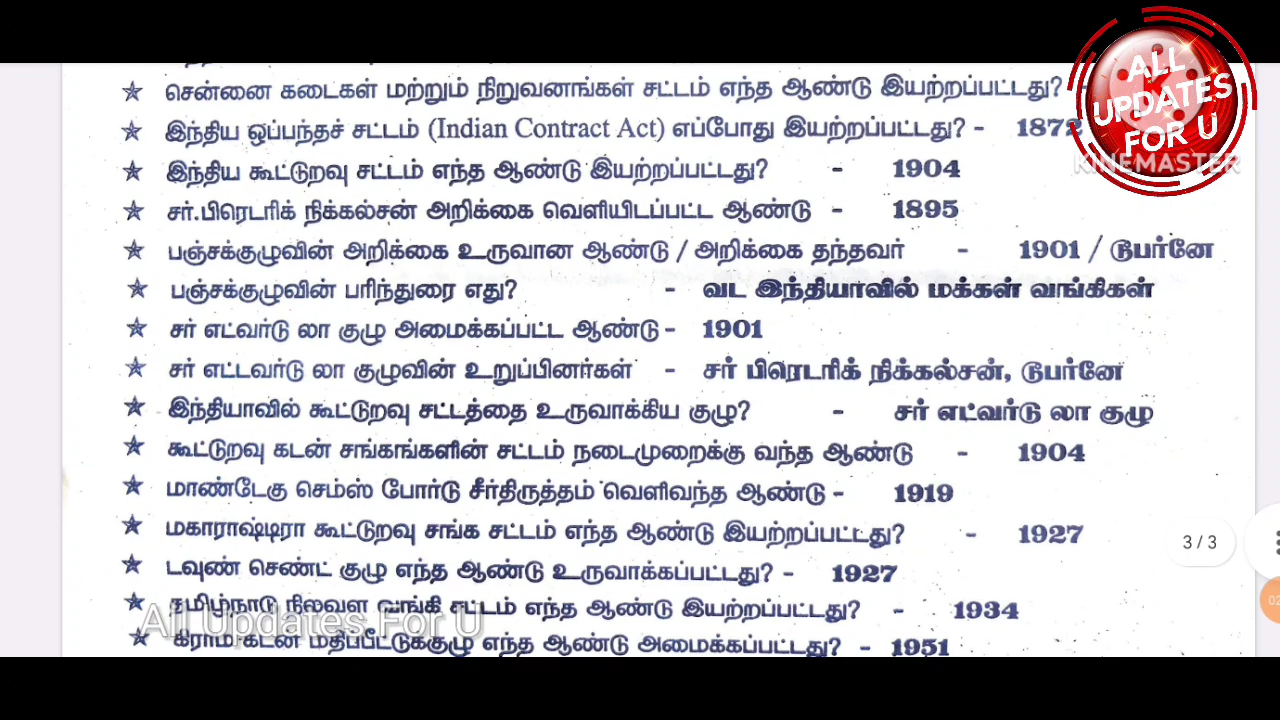 ★ சென்னை கடைகள் மற்றும் நிறுவனங்கள் சட்டம் எந்த ஆண்டு இயற்றப்பட்டது?
★ இந்திய ஒப்பந்தச் சட்டம் (Indian Contract Act) எப்போது இயற்றப்பட்டது? - 1872
★ இந்திய கூட்டுறவு சட்டம் எந்த ஆண்டு இயற்றப்பட்டது? - 1904
★ சர்.பிரெடரிக் நிக்கல்சன் அறிக்கை வெளியிடப்பட்ட ஆண்டு - 1895
★ பஞ்சக்குழுவின் அறிக்கை உருவான ஆண்டு / அறிக்கை தந்தவர் - 1901 / டூபர்னே
★ பஞ்சக்குழுவின் பரிந்துரை எது? - வட இந்தியாவில் மக்கள் வங்கிகள்
★ சர் எட்வர்டு லா குழு அமைக்கப்பட்ட ஆண்டு - 1901
★ சர் எட்டவர்டு லா குழுவின் உறுப்பினர்கள் - சர் பிரெடரிக் நிக்கல்சன், டூபர்னே
★ இந்தியாவில் கூட்டுறவு சட்டத்தை உருவாக்கிய குழு? - சர் எட்வர்டு லா குழு
★ கூட்டுறவு கடன் சங்கங்களின் சட்டம் நடைமுறைக்கு வந்த ஆண்டு - 1904
★ மாண்டேகு செம்ஸ் போர்டு சீர்திருத்தம் வெளிவந்த ஆண்டு - 1919
★ மகாராஷ்டிரா கூட்டுறவு சங்க சட்டம் எந்த ஆண்டு இயற்றப்பட்டது? - 1927
★ டவுண் செண்ட் குழு எந்த ஆண்டு உருவாக்கப்பட்டது? - 1927
★ தமிழ்நாடு நிலவள வங்கி சட்டம் எந்த ஆண்டு இயற்றப்பட்டது? - 1934
★ கிராம கடன் மதிப்பீட்டுக்குழு எந்த ஆண்டு அமைக்கப்பட்டது? - 1951
ALL
UPDATES
FOR U
KINEMASTER
3 / 3
02
All Updates For U